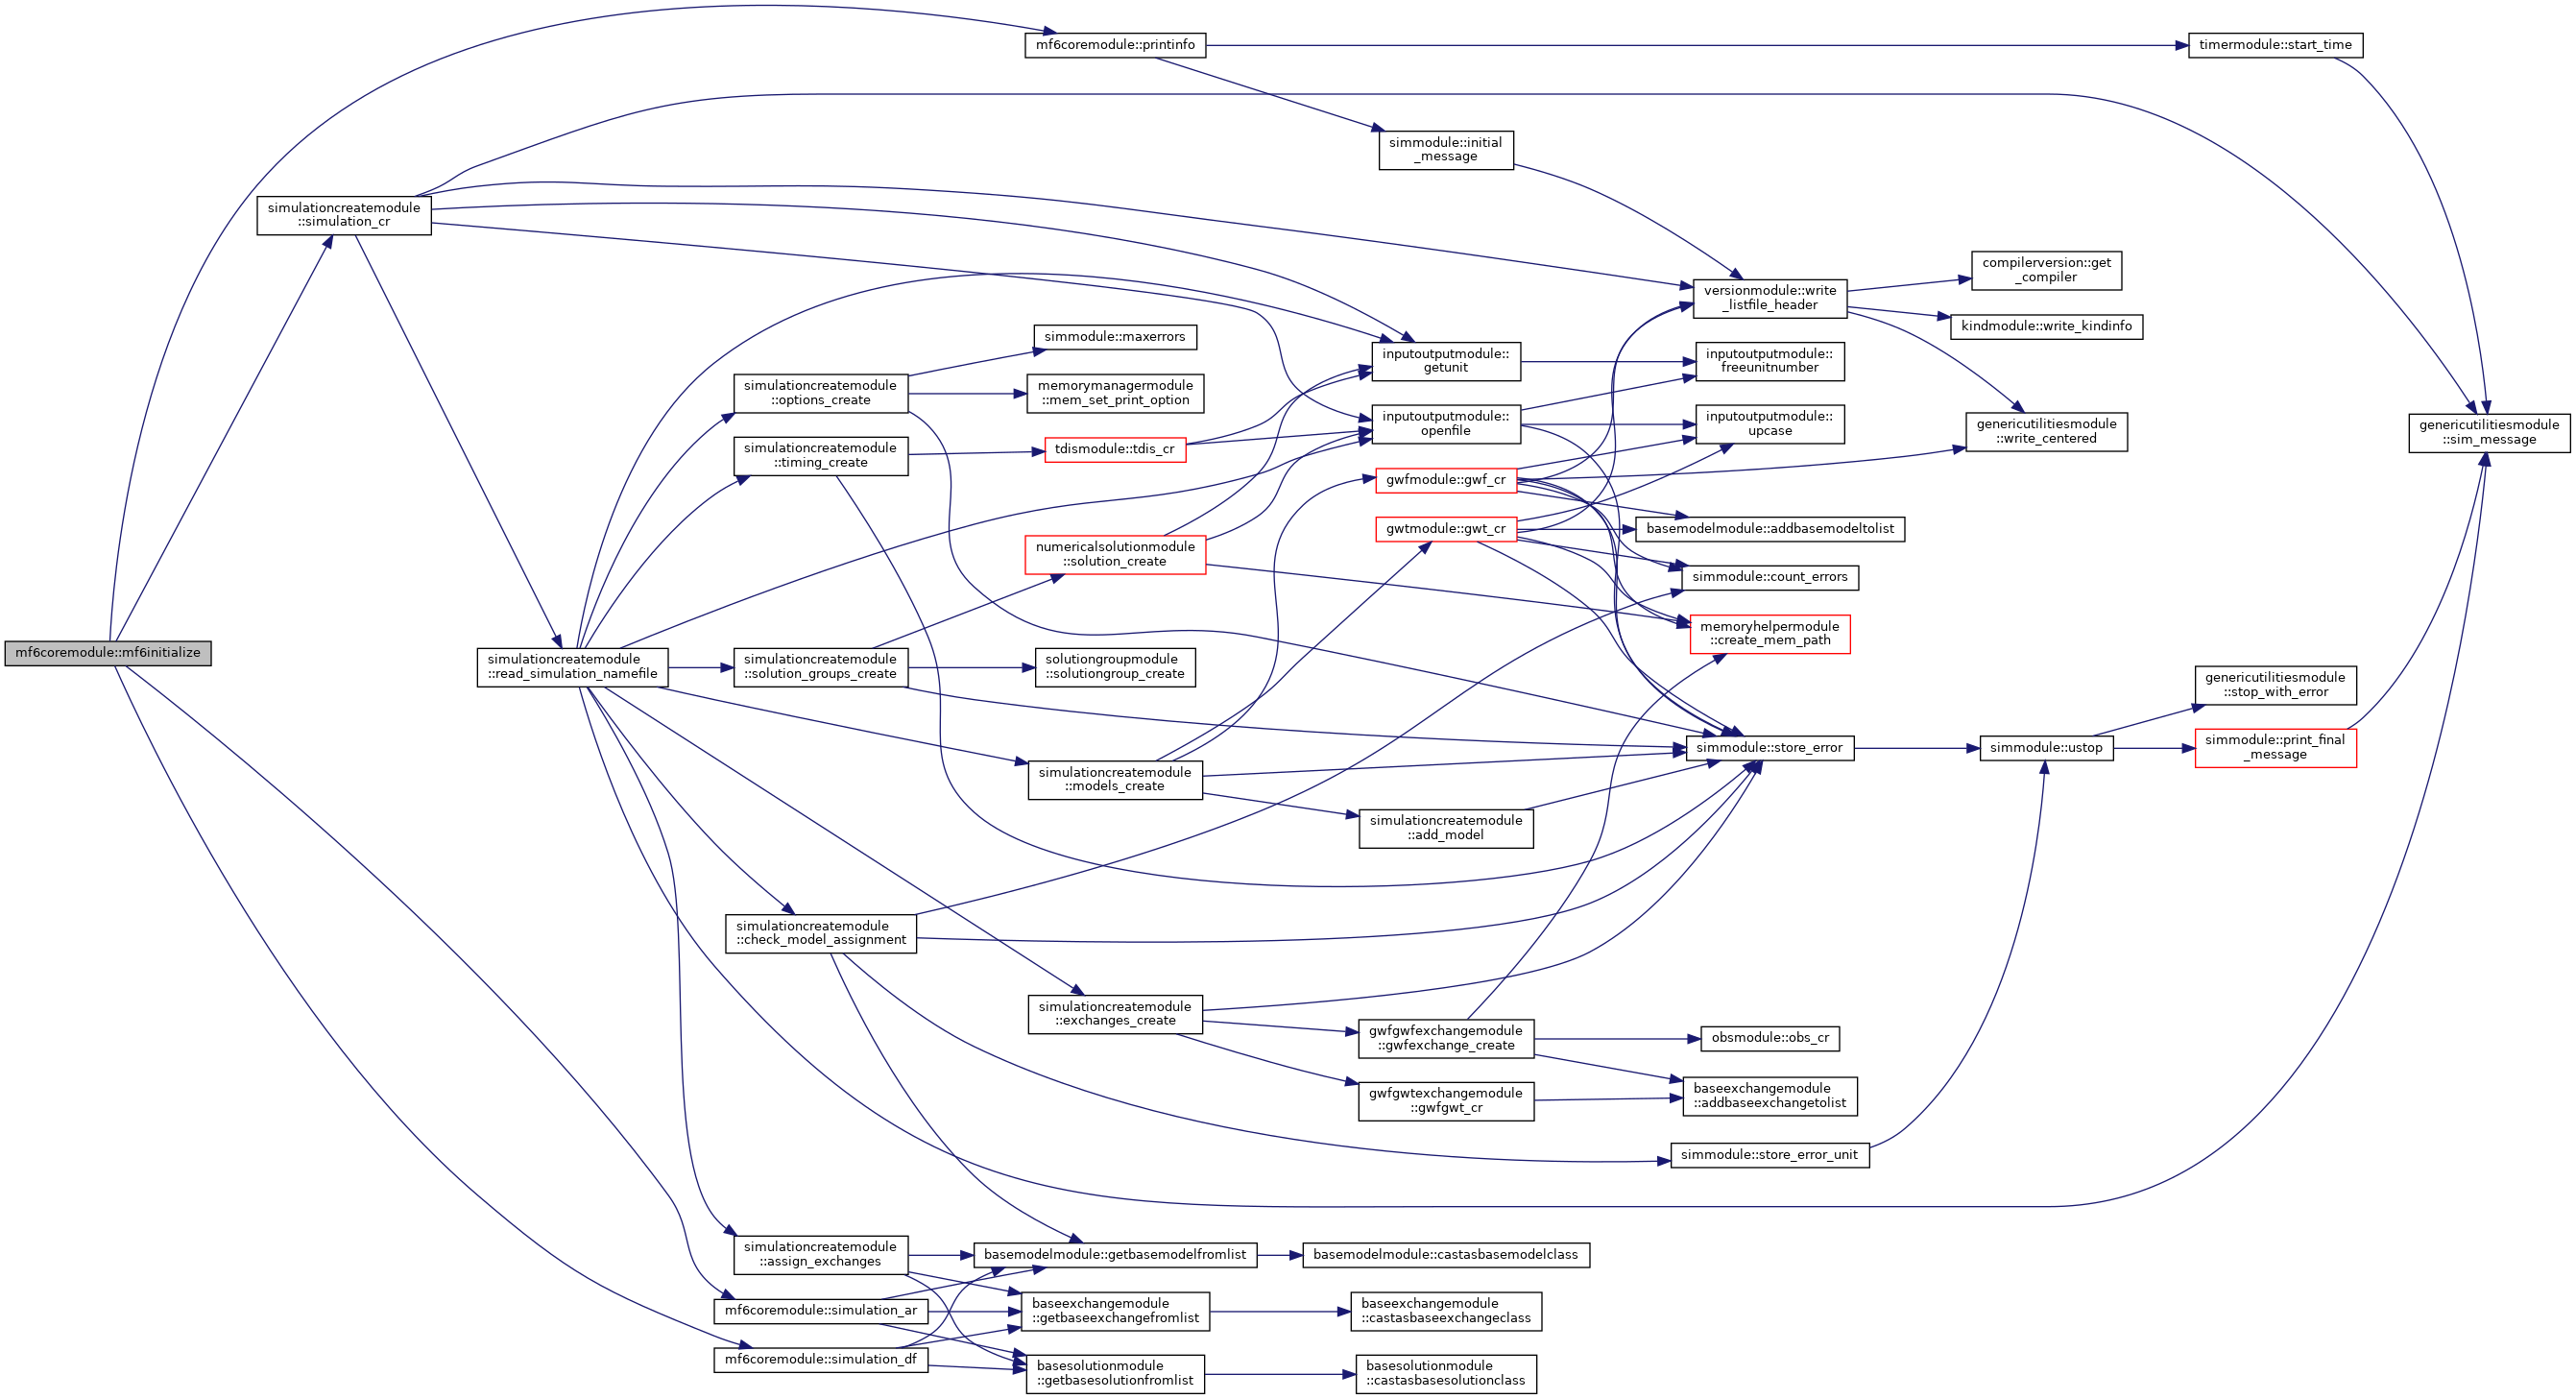 mf6coremodule::printinfo
timermodule::start_time
simmodule::initial
_message
simulationcreatemodule
::simulation_cr
compilerversion::get
_compiler
versionmodule::write
_listfile_header
kindmodule::write_kindinfo
simmodule::maxerrors
inputoutputmodule::
getunit
inputoutputmodule::
freeunitnumber
simulationcreatemodule
::options_create
memorymanagermodule
::mem_set_print_option
inputoutputmodule::
openfile
inputoutputmodule::
upcase
genericutilitiesmodule
::write_centered
genericutilitiesmodule
::sim_message
simulationcreatemodule
::timing_create
tdismodule::tdis_cr
gwfmodule::gwf_cr
gwtmodule::gwt_cr
basemodelmodule::addbasemodeltolist
numericalsolutionmodule
::solution_create
simmodule::count_errors
memoryhelpermodule
::create_mem_path
mf6coremodule::mf6initialize
simulationcreatemodule
::read_simulation_namefile
simulationcreatemodule
::solution_groups_create
solutiongroupmodule
::solutiongroup_create
genericutilitiesmodule
::stop_with_error
simmodule::store_error
simmodule::ustop
simmodule::print_final
_message
simulationcreatemodule
::models_create
simulationcreatemodule
::add_model
simulationcreatemodule
::check_model_assignment
simulationcreatemodule
::exchanges_create
gwfgwfexchangemodule
::gwfexchange_create
obsmodule::obs_cr
gwfgwtexchangemodule
::gwfgwt_cr
baseexchangemodule
::addbaseexchangetolist
simmodule::store_error_unit
simulationcreatemodule
::assign_exchanges
basemodelmodule::getbasemodelfromlist
basemodelmodule::castasbasemodelclass
mf6coremodule::simulation_ar
baseexchangemodule
::getbaseexchangefromlist
baseexchangemodule
::castasbaseexchangeclass
mf6coremodule::simulation_df
basesolutionmodule
::getbasesolutionfromlist
basesolutionmodule
::castasbasesolutionclass